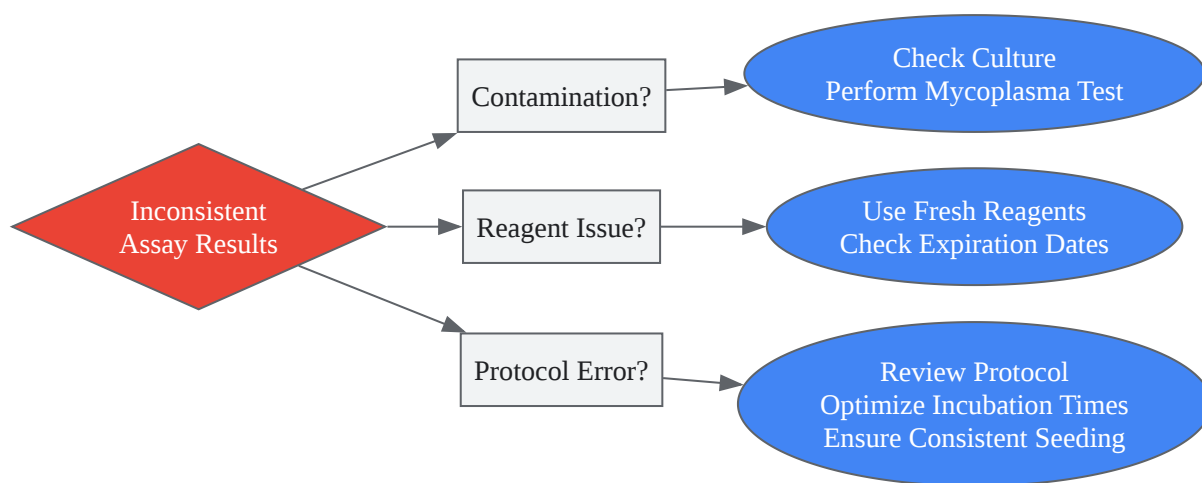 Inconsistent
Assay Results
Contamination?
Check Culture
Perform Mycoplasma Test
Reagent Issue?
Use Fresh Reagents
Check Expiration Dates
Protocol Error?
Review Protocol
Optimize Incubation Times
Ensure Consistent Seeding